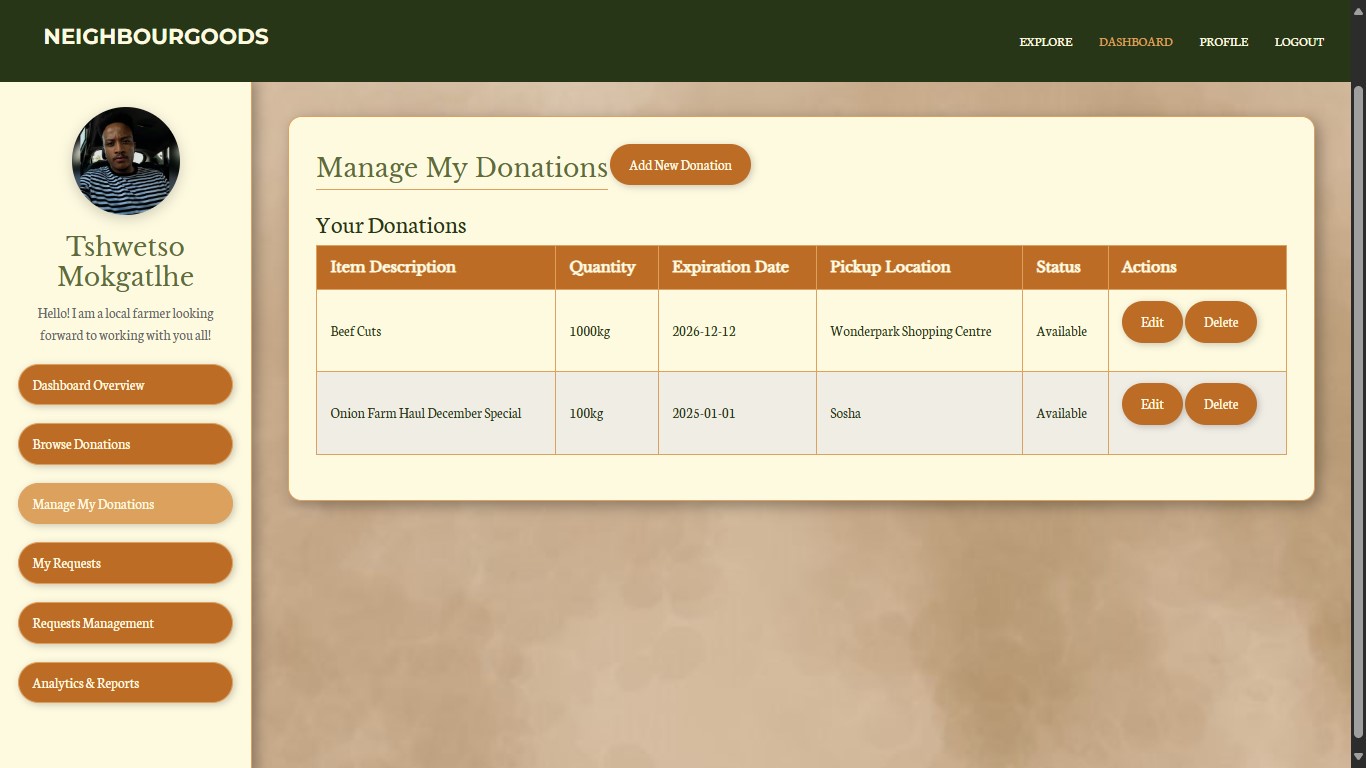 NEIGHBOURGOODS
EXPLORE DASHBOARD PROFILE LOGOUT
Tshwetso
Mokgatlhe
Hello! I am a local farmer looking
forward to working with you all!
Dashboard Overview
Browse Donations
Manage My Donations
My Requests
Requests Management
Analytics & Reports
Manage My Donations Add New Donation
Your Donations
Item Description Quantity Expiration Date Pickup Location Status Actions
Beef Cuts 1000kg 2026-12-12 Wonderpark Shopping Centre Available Edit Delete
Onion Farm Haul December Special 100kg 2025-01-01 Sosha Available Edit Delete